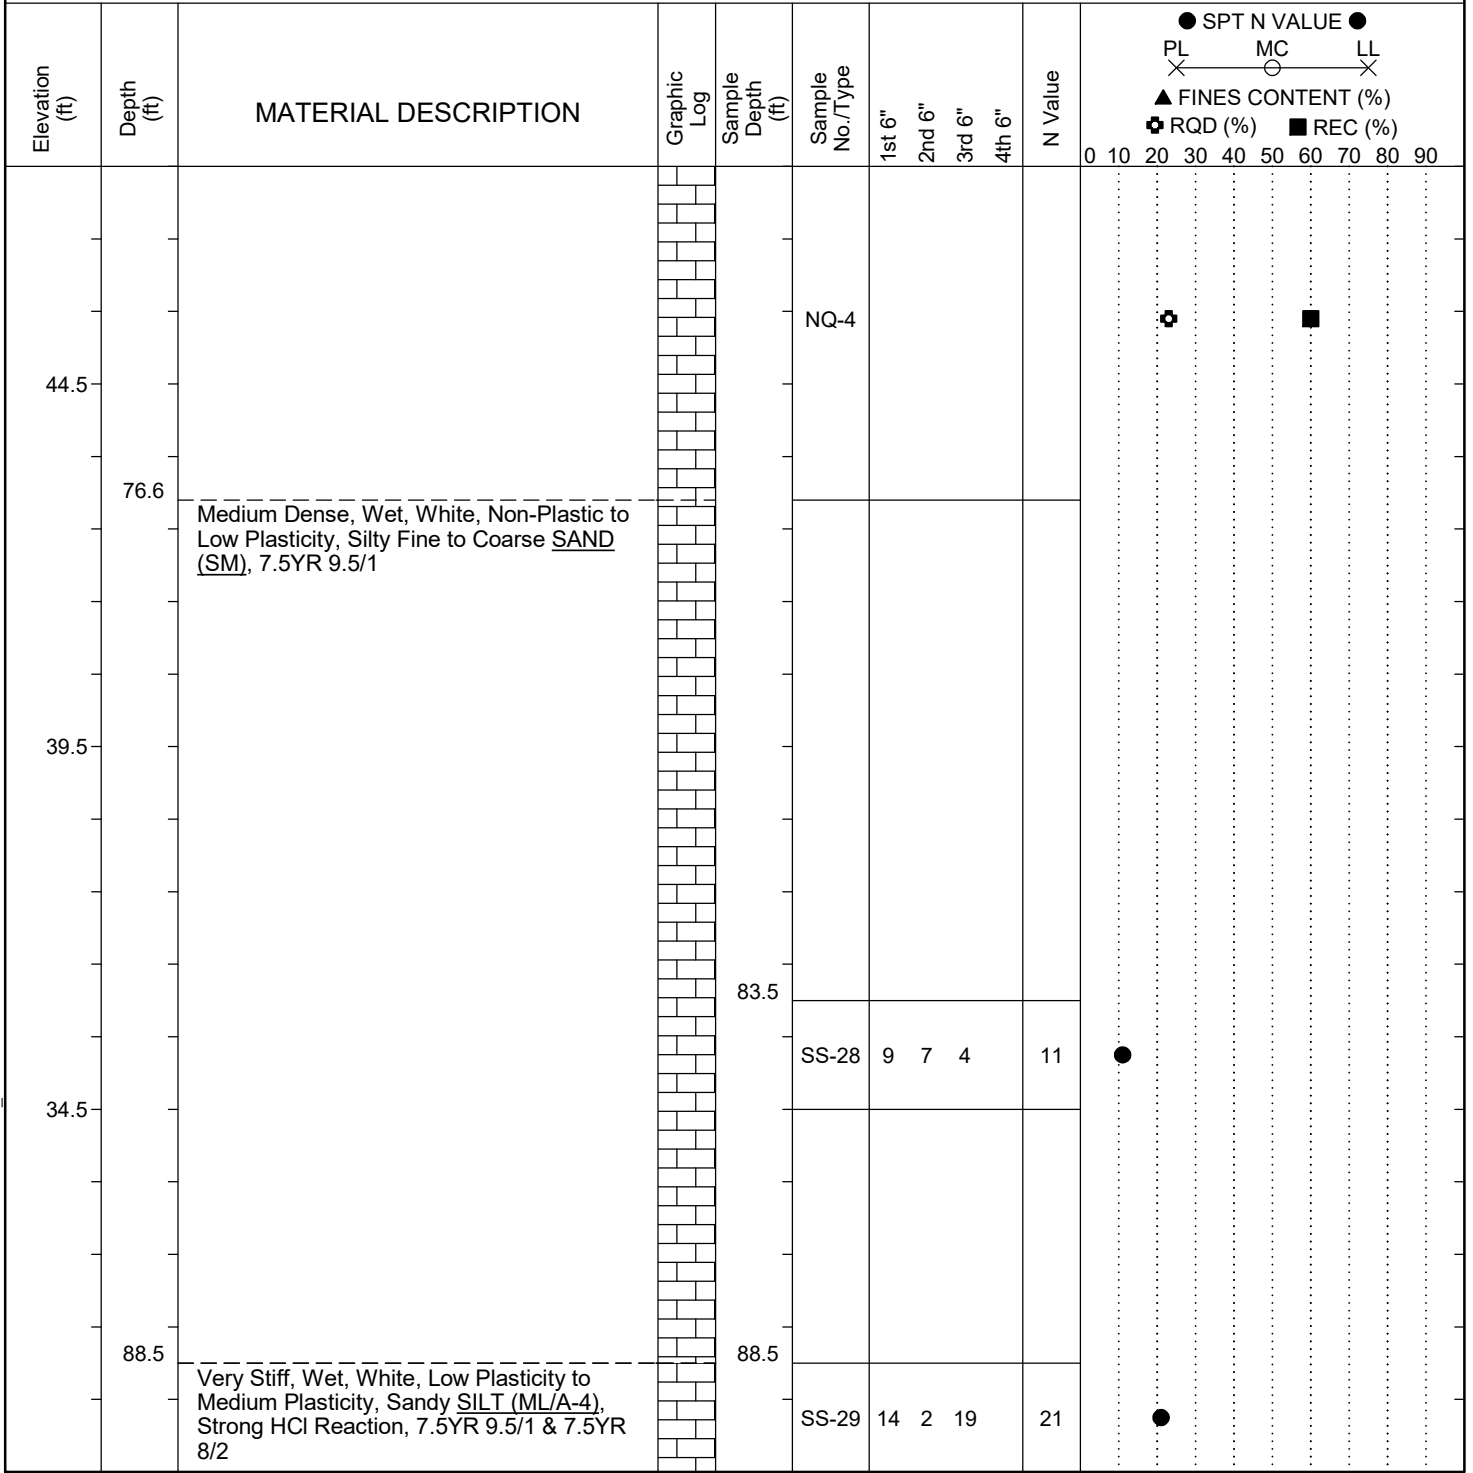 Elevation
(ft)
Depth
(ft)
MATERIAL DESCRIPTION
Graphic
Log
Sample
Depth
(ft)
Sample
No./Type
1st 6"
2nd 6"
3rd 6"
4th 6"
N Value
SPT N VALUE
PL MC LL
FINES CONTENT (%)
RQD (%) REC (%)
0 10 20 30 40 50 60 70 80 90
NQ-4
44.5
76.6
Medium Dense, Wet, White, Non-Plastic to
Low Plasticity, Silty Fine to Coarse SAND
(SM), 7.5YR 9.5/1
39.5
83.5
SS-28 9 7 4 11
34.5
88.5 88.5
Very Stiff, Wet, White, Low Plasticity to
Medium Plasticity, Sandy SILT (ML/A-4),
Strong HCl Reaction, 7.5YR 9.5/1 & 7.5YR
8/2
SS-29 14 2 19 21